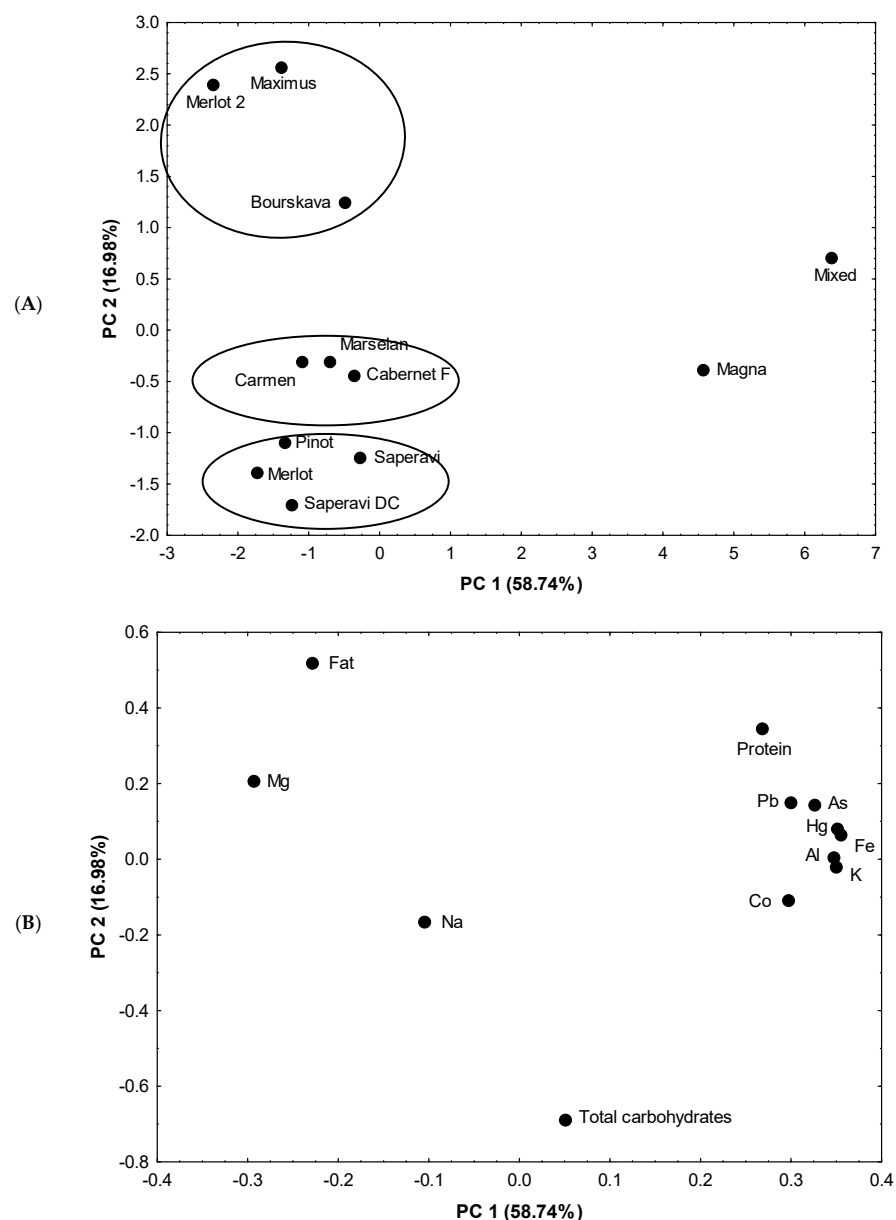 3.0
2.5
2.0
1.5
1.0
0.5
0.0
-0.5
-1.0
-1.5
-2.0
PC 2 (16.98%)
(A)
Maximus
Merlot 2
Bourskava
Mixed
Marselan
Carmen
Cabernet F
Magna
Pinot
Saperavi
Merlot
Saperavi DC
-3 -2 -1 0 1 2 3 4 5 6 7
PC 1 (58.74%)
0.6
0.4
0.2
0.0
-0.2
-0.4
-0.6
-0.8
PC 2 (16.98%)
(B)
Fat
Protein
Mg
Pb As
Hg
Fe
Al
K
Co
Na
Total carbohydrates
-0.4 -0.3 -0.2 -0.1 0.0 0.1 0.2 0.3 0.4
PC 1 (58.74%)